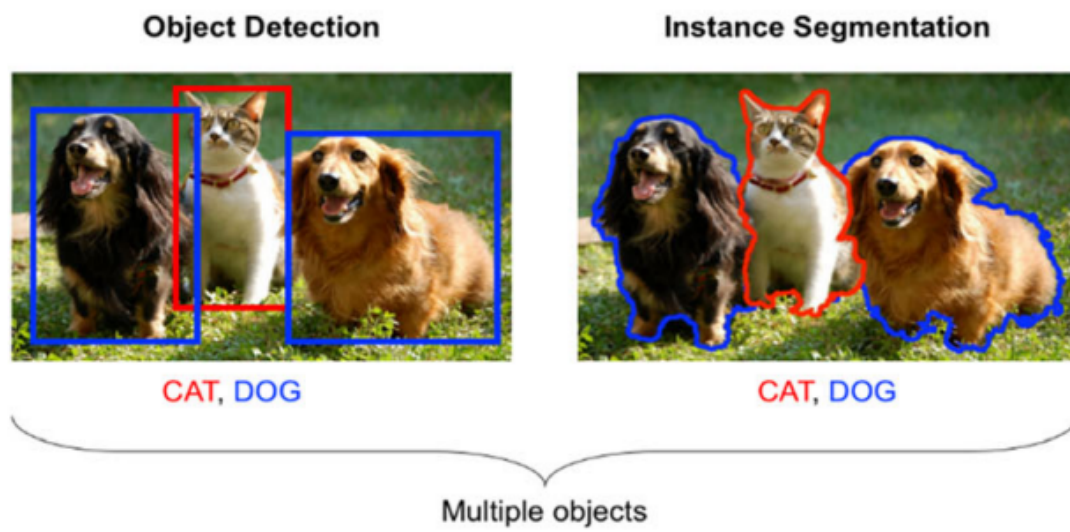 Object Detection
Instance Segmentation
CAT, DOG
CAT, DOG
Multiple objects